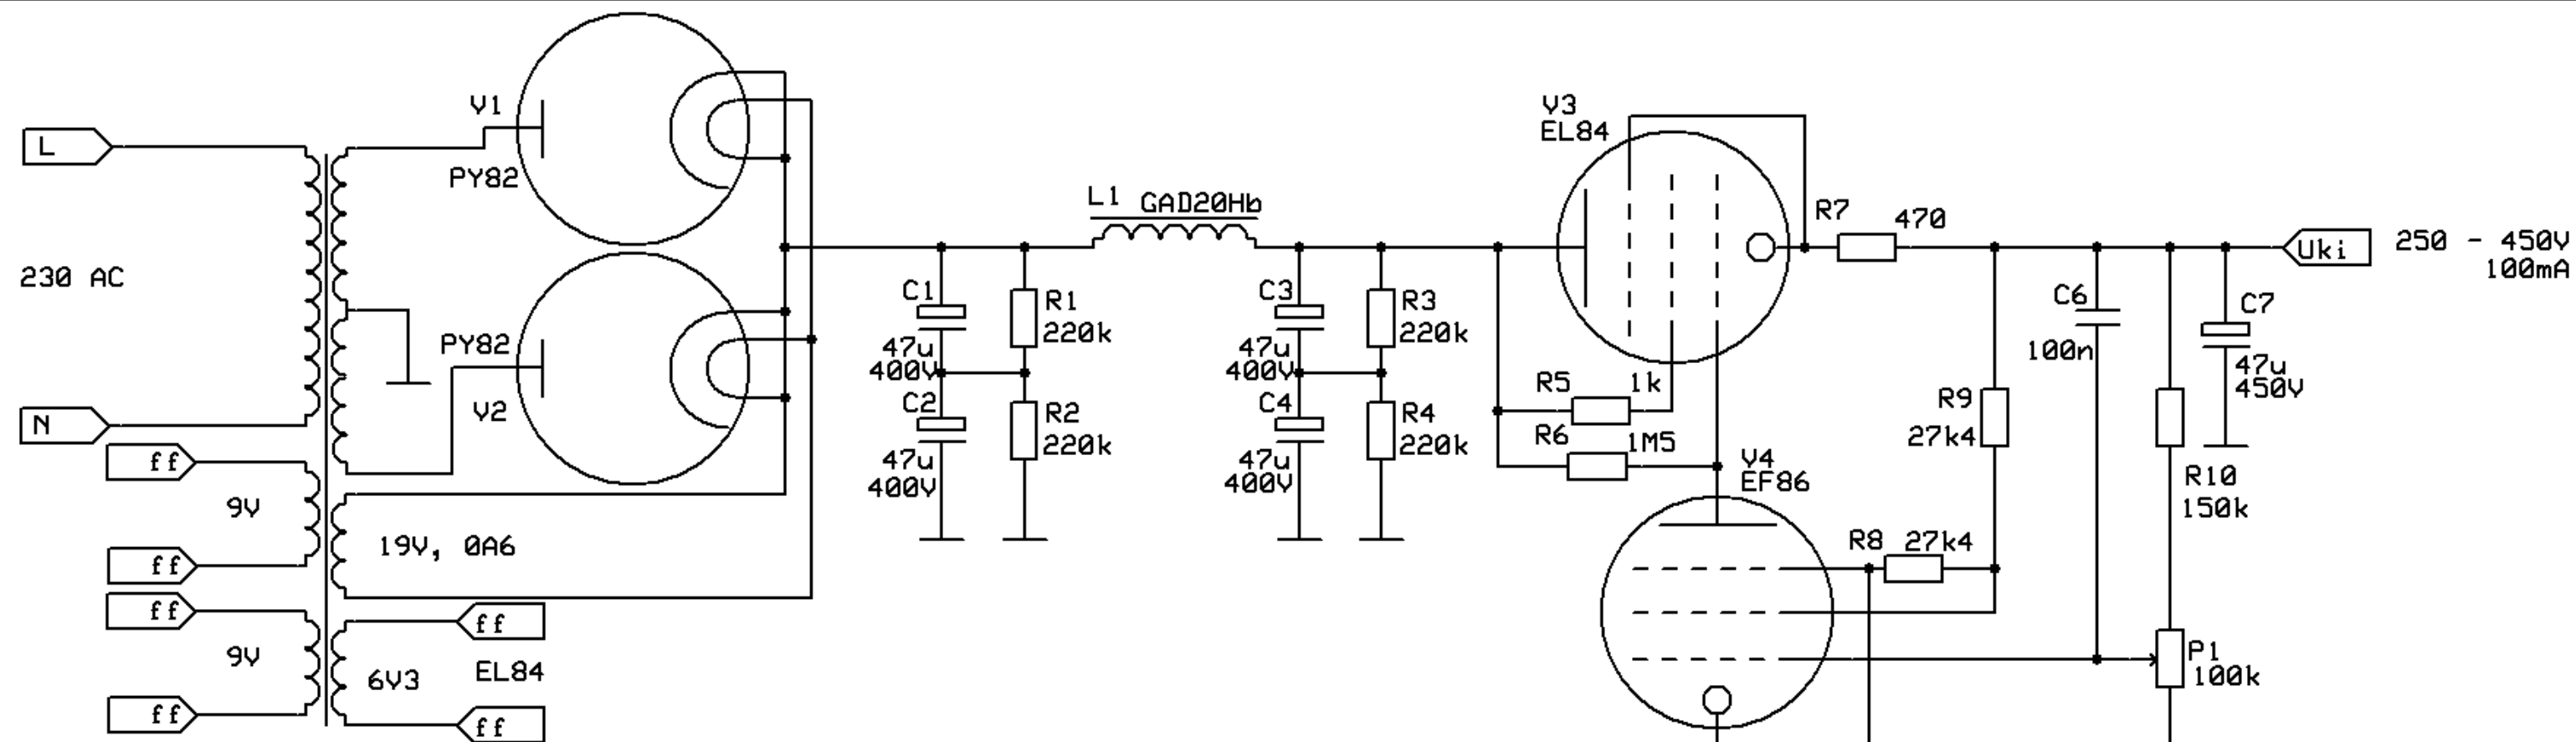 L
230 AC
N
ff
9V
ff
ff
9V
ff
V1
PY82
PY82
V2
19V, 0A6
ff
EL84
6V3
ff
C1
47u
400V
C2
47u
400V
R1
220k
R2
220k
L1 GAD20Hb
C3
47u
400V
C4
47u
400V
R3
220k
R4
220k
V3
EL84
R5 1k
R6 1M5
V4
EF86
R7 470
R8 27k4
R9
27k4
C6
100n
R10
150k
P1
100k
C7
47u
450V
Uki
250 - 450V
100mA